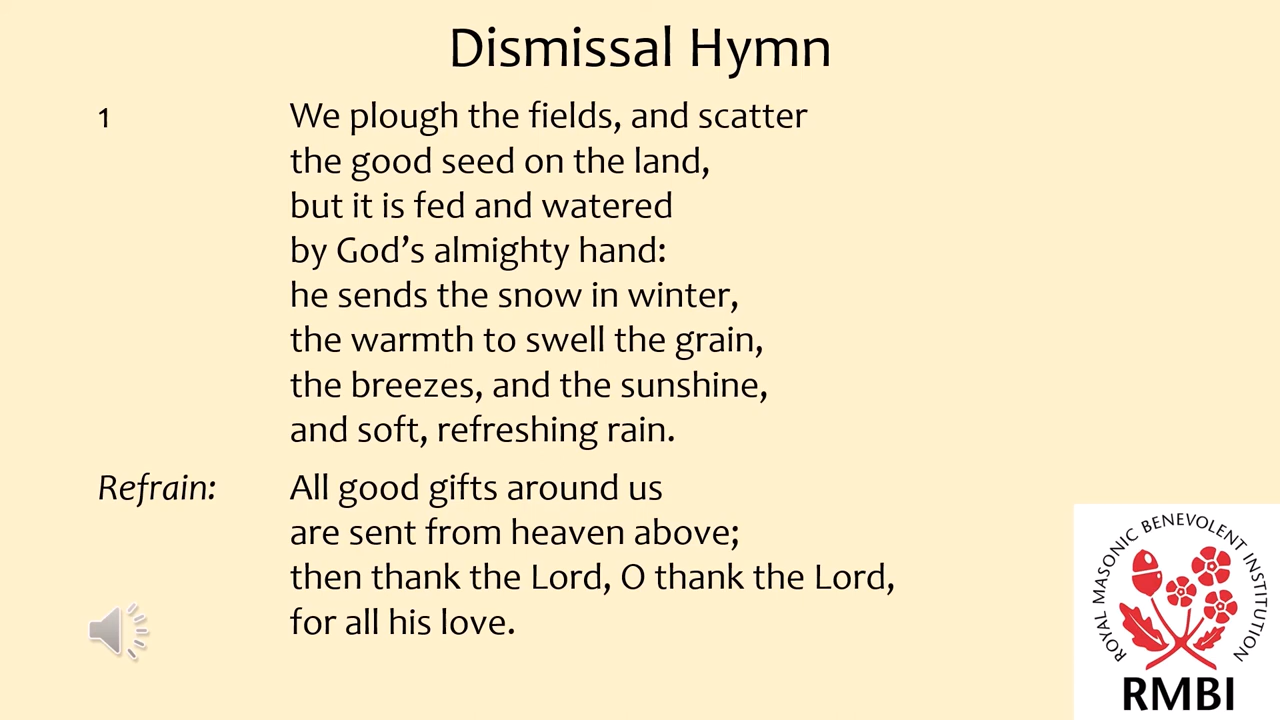 Dismissal Hymn
1 We plough the fields, and scatter
the good seed on the land,
but it is fed and watered
by God’s almighty hand:
he sends the snow in winter,
the warmth to swell the grain,
the breezes, and the sunshine,
and soft, refreshing rain.
Refrain: All good gifts around us
are sent from heaven above;
then thank the Lord, O thank the Lord,
for all his love.
ROYAL MASONIC BENEVOLENT INSTITUTION
RMBI